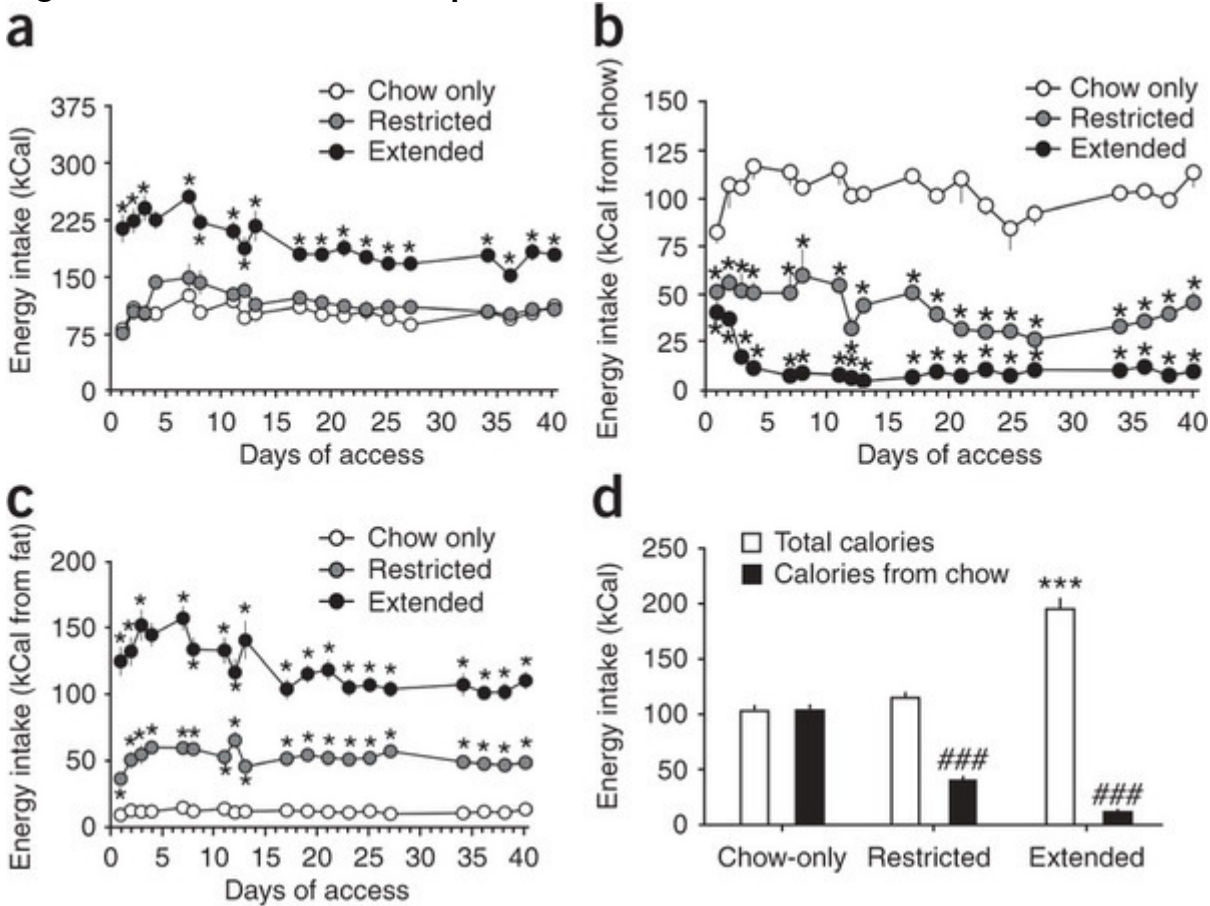 a
Chow only
Restricted
Extended
Energy intake (kCal)
375
300
225
150
75
0
0 5 10 15 20 25 30 35 40
Days of access
b
Chow only
Restricted
Extended
Energy intake (kCal from chow)
150
125
100
75
50
25
0
0 5 10 15 20 25 30 35 40
Days of access
c
Chow only
Restricted
Extended
Energy intake (kCal from fat)
200
150
100
50
0
0 5 10 15 20 25 30 35 40
Days of access
d
Total calories
Calories from chow
Energy intake (kCal)
250
200
150
100
50
0
***
###
###
Chow-only Restricted Extended